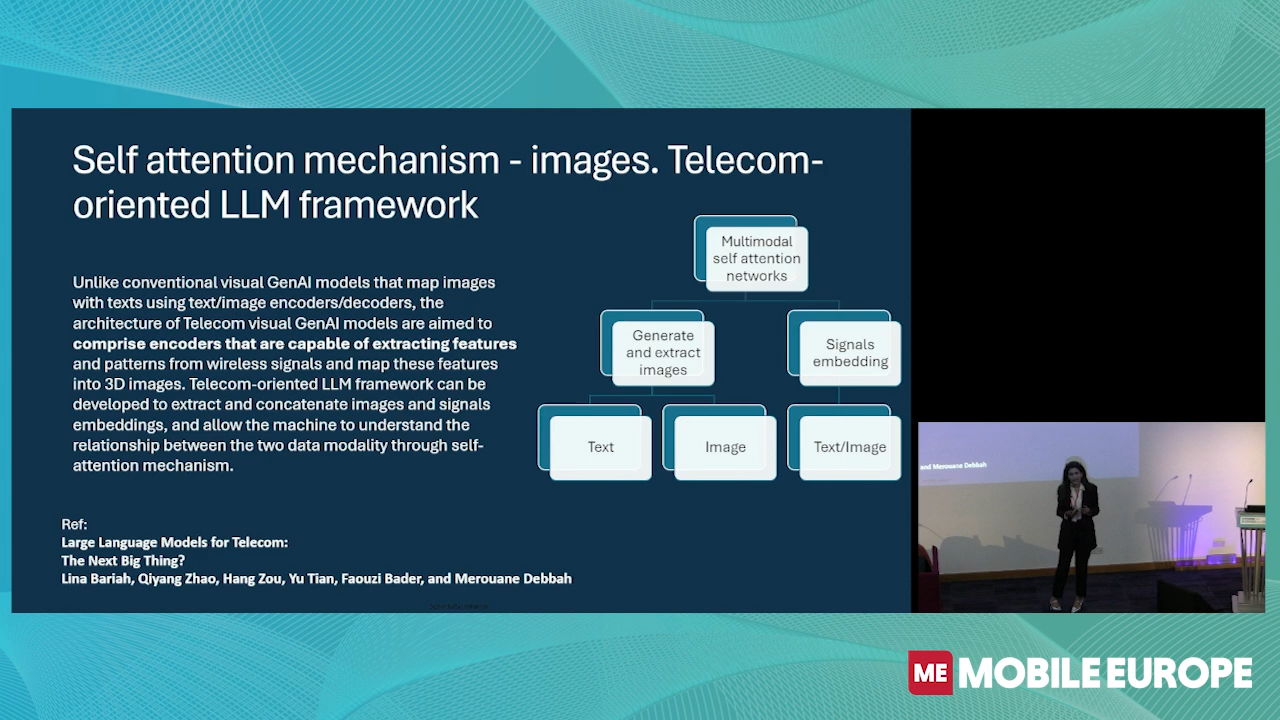 Self attention mechanism - images. Telecom-
oriented LLM framework
Unlike conventional visual GenAI models that map images
with texts using text/image encoders/decoders, the
architecture of Telecom visual GenAI models are aimed to
comprise encoders that are capable of extracting features
and patterns from wireless signals and map these features
into 3D images. Telecom-oriented LLM framework can be
developed to extract and concatenate images and signals
embeddings, and allow the machine to understand the
relationship between the two data modality through self-
attention mechanism.
Multimodal
self attention
networks
Generate
and extract
images
Signals
embedding
Text
Image
Text/Image
Ref:
Large Language Models for Telecom:
The Next Big Thing?
Lina Bariah, Qiyang Zhao, Hang Zou, Yu Tian, Faouzi Bader, and Merouane Debbah
and Merouane Debbah
ME MOBILE EUROPE